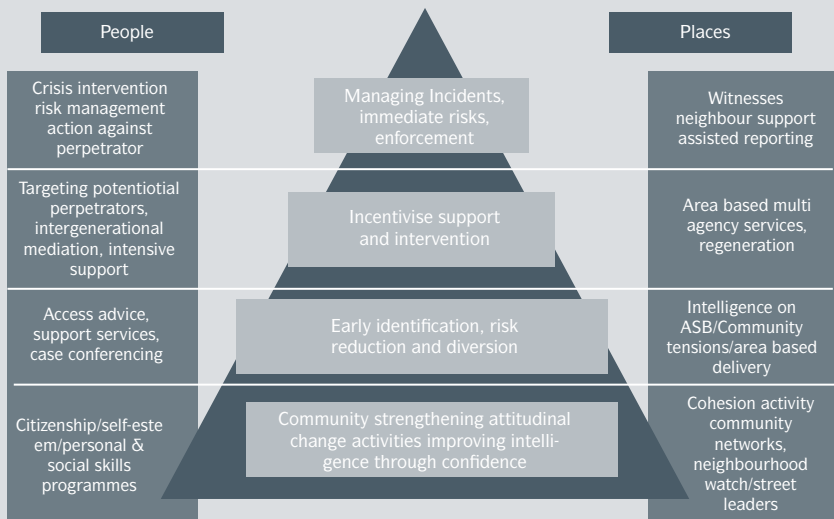 People
Places
Crisis intervention
risk management
action against
perpetrator
Managing Incidents,
immediate risks,
enforcement
Witnesses
neighbour support
assisted reporting
Targeting potentiotial
perpetrators,
intergenerational
mediation, intensive
support
Incentivise support
and intervention
Area based multi
agency services,
regeneration
Access advice,
support services,
case conferencing
Early identification, risk
reduction and diversion
Intelligence on
ASB/Community
tensions/area based
delivery
Citizenship/self-este
em/personal &
social skills
programmes
Community strengthening attitudinal
change activities improving intelli-
gence through confidence
Cohesion activity
community
networks,
neighbourhood
watch/street
leaders